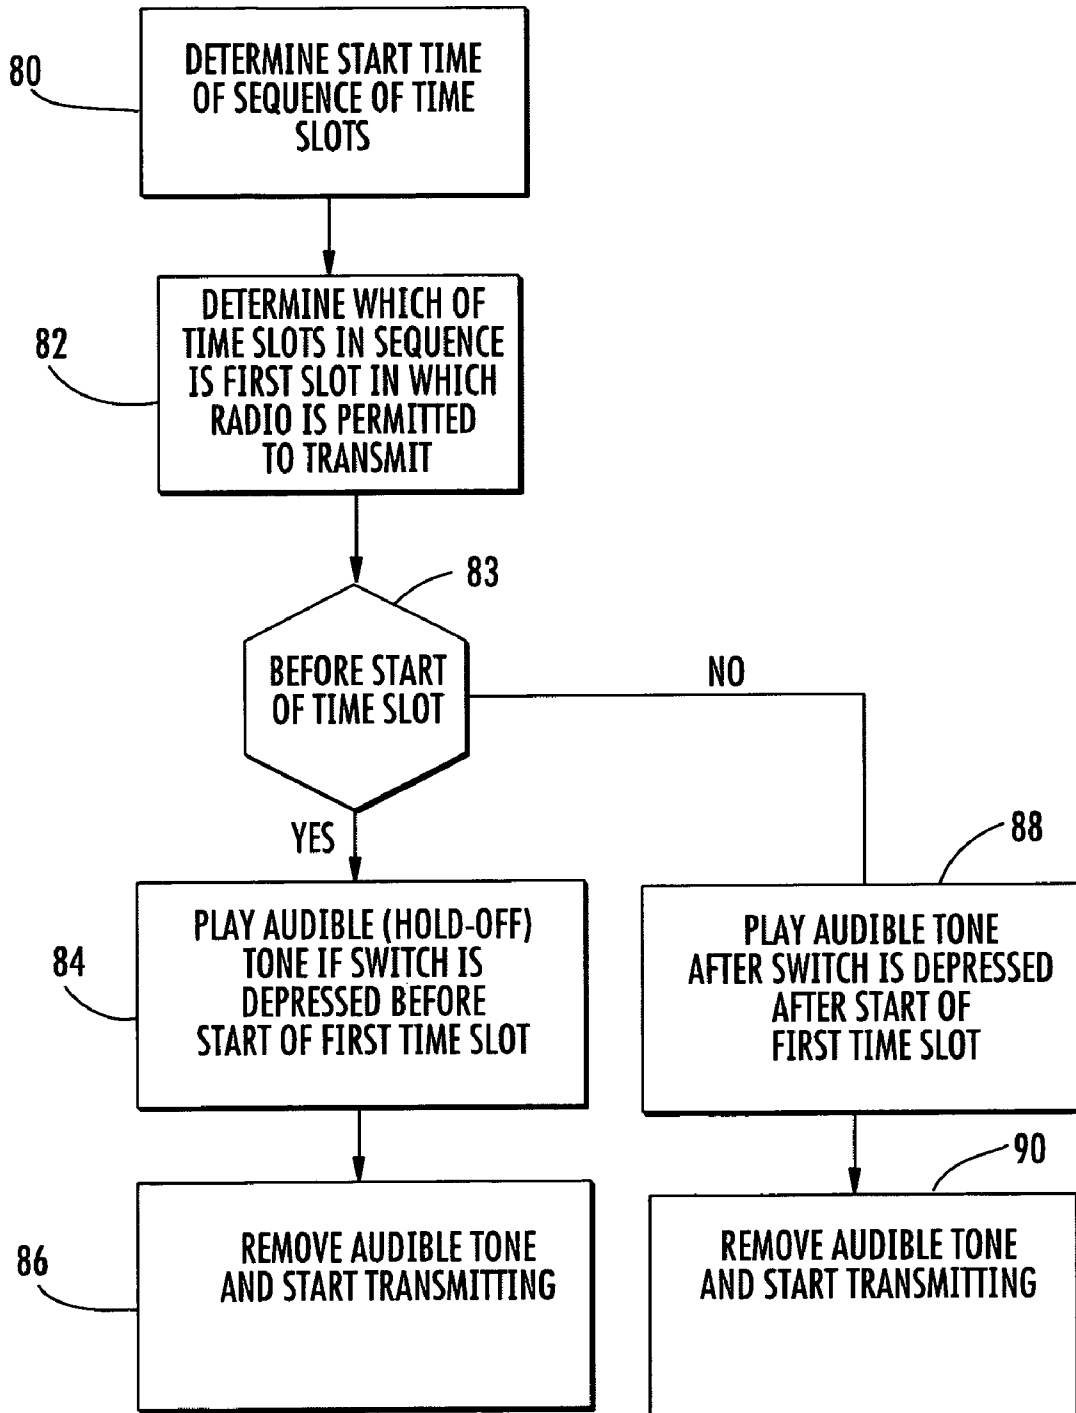 80
DETERMINE START TIME
OF SEQUENCE OF TIME
SLOTS
82
DETERMINE WHICH OF
TIME SLOTS IN SEQUENCE
IS FIRST SLOT IN WHICH
RADIO IS PERMITTED
TO TRANSMIT
83
BEFORE START
OF TIME SLOT
NO
YES
84
PLAY AUDIBLE (HOLD-OFF)
TONE IF SWITCH IS
DEPRESSED BEFORE
START OF FIRST TIME SLOT
88
PLAY AUDIBLE TONE
AFTER SWITCH IS DEPRESSED
AFTER START OF
FIRST TIME SLOT
86
REMOVE AUDIBLE TONE
AND START TRANSMITTING
90
REMOVE AUDIBLE TONE
AND START TRANSMITTING